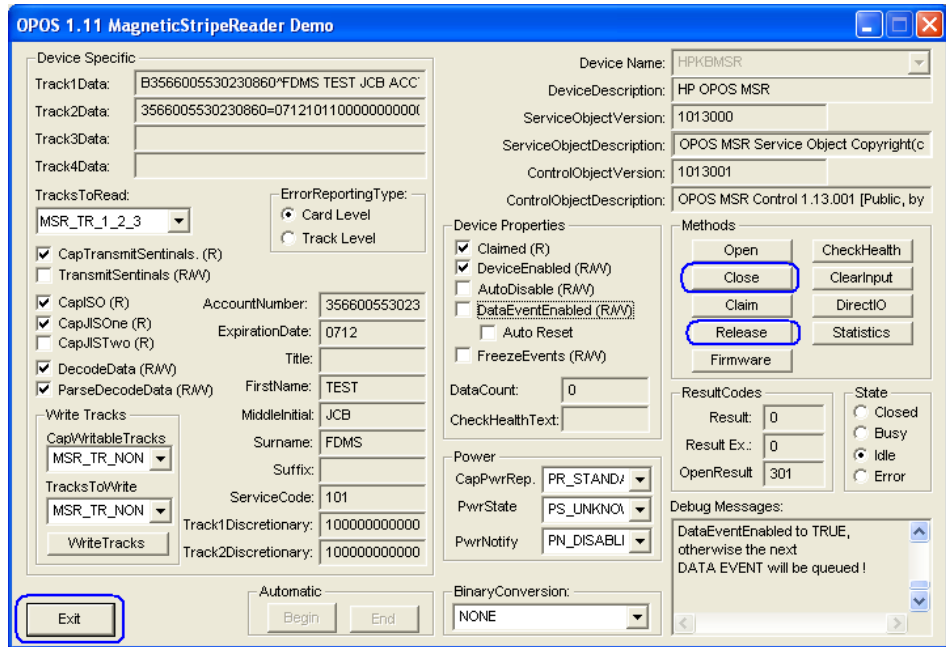 OPOS 1.11 MagneticStripeReader Demo
Device Specific
Track1Data: B3566005530230860^FDMS TEST JCB ACC
Track2Data: 3566005530230860=07121011000000000000
Track3Data:
Track4Data:
TracksToRead:
MSR_TR_1_2_3
ErrorReportingType:
Card Level
Track Level
CapTransmitSentinals. (R)
TransmitSentinals (R/W)
CapISO (R)
CapJISOne (R)
CapJISTwo (R)
DecodeData (R/W)
ParseDecodeData (R/W)
Write Tracks
CapWritableTracks
MSR_TR_NON
TracksToWrite
MSR_TR_NON
WriteTracks
AccountNumber: 356600553023
ExpirationDate: 0712
Title:
FirstName: TEST
MiddleInitial: JCB
Surname: FDMS
Suffix:
ServiceCode: 101
Track1Discretionary: 100000000000
Track2Discretionary: 100000000000
Exit
Automatic
Begin
End
Device Name: HPKBMSR
DeviceDescription: HP OPOS MSR
ServiceObjectVersion: 1013000
ServiceObjectDescription: OPOS MSR Service Object Copyright(c
ControlObjectVersion: 1013001
ControlObjectDescription: OPOS MSR Control 1.13.001 [Public, by
Device Properties
Claimed (R)
DeviceEnabled (R/W)
AutoDisable (R/W)
DataEventEnabled (R/W)
Auto Reset
FreezeEvents (R/W)
DataCount: 0
CheckHealthText:
Power
CapPwrRep. PR_STANDA
PwrState PS_UNKNO
PwrNotify PN_DISABLI
BinaryConversion:
NONE
Methods
Open
CheckHealth
Close
ClearInput
Claim
DirectIO
Release
Statistics
Firmware
ResultCodes
Result: 0
Result Ex.: 0
OpenResult 301
State
Closed
Busy
Idle
Error
Debug Messages:
DataEventEnabled to TRUE,
otherwise the next
DATA EVENT will be queued !